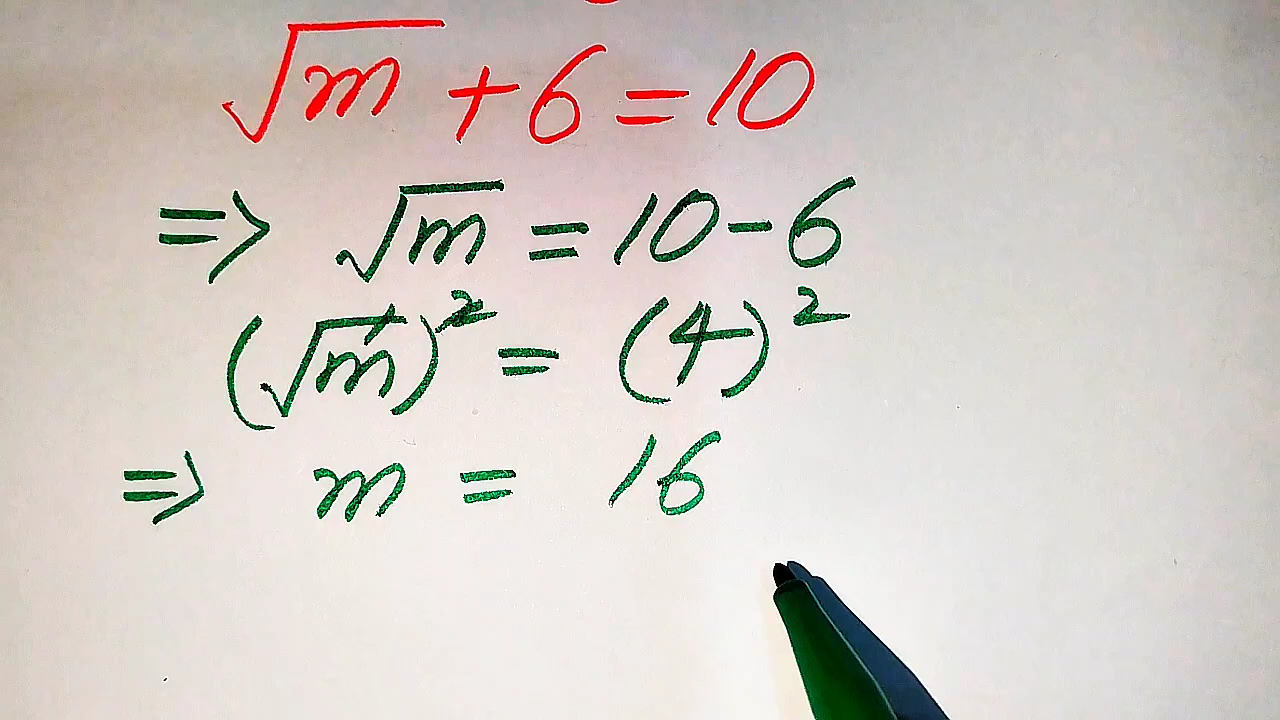 √m + 6 = 10
=> √m = 10 - 6
(√m)² = (4)²
=> m = 16